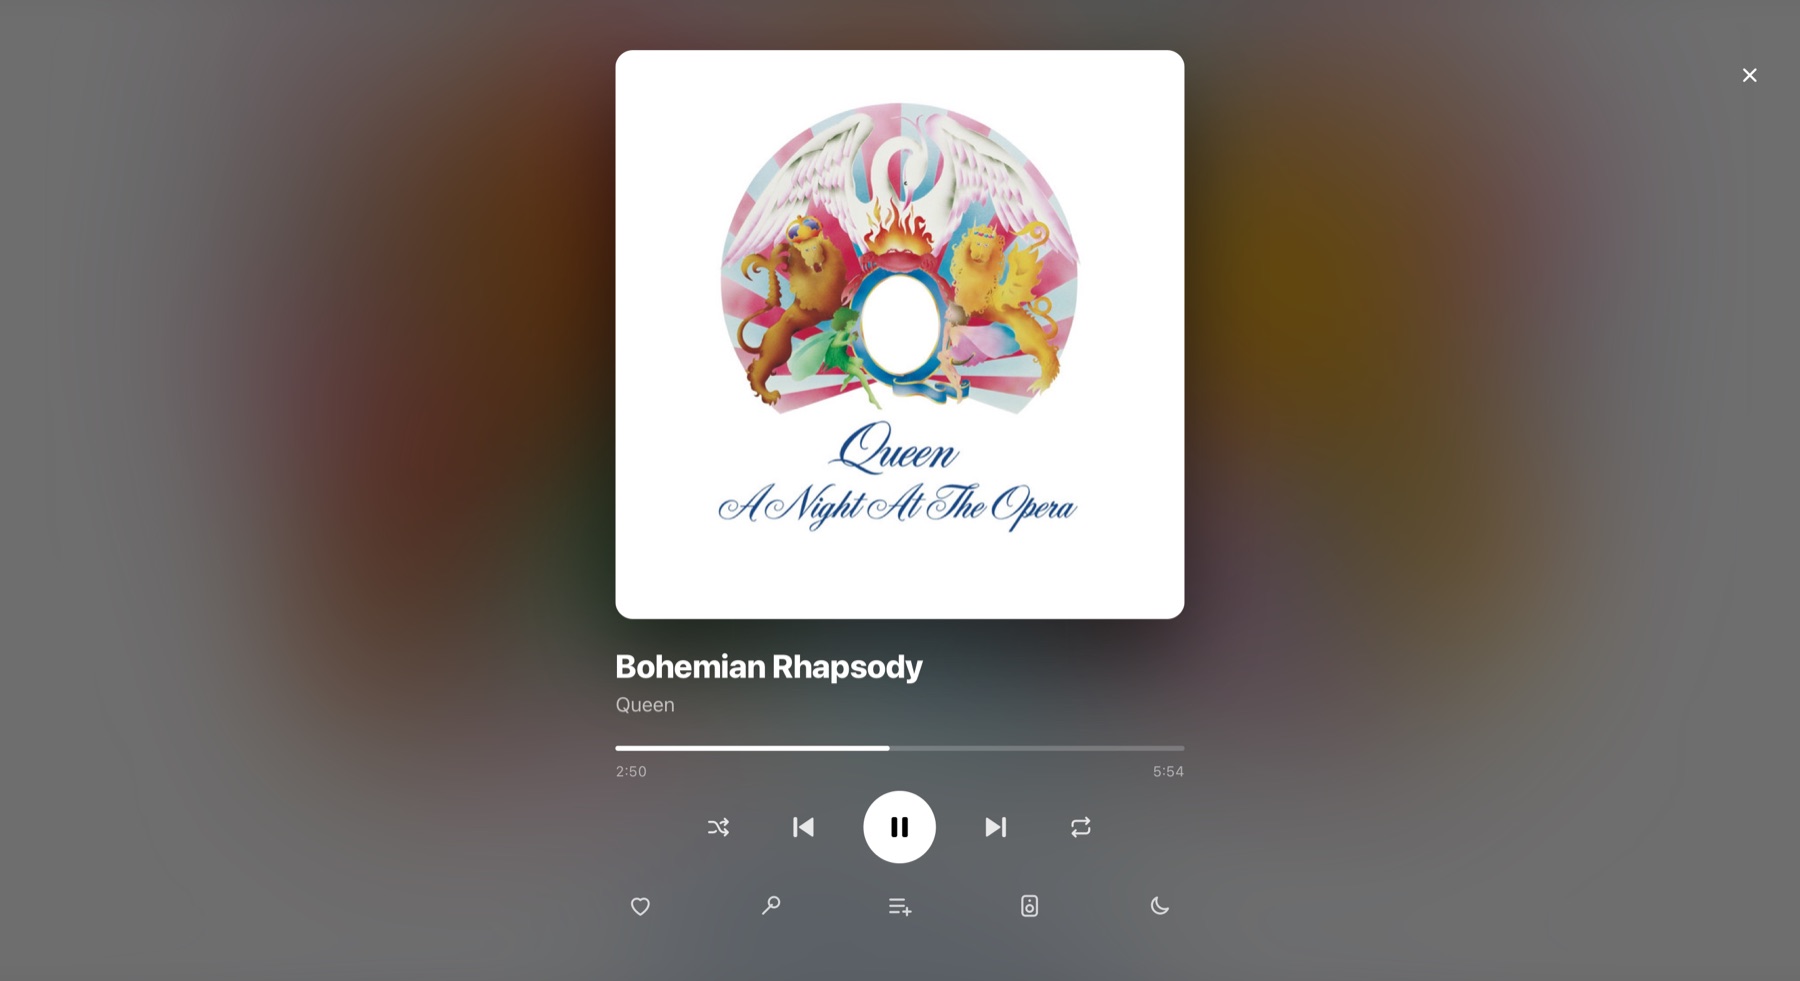 Queen
A Night At The Opera
Bohemian Rhapsody
Queen
2:50
5:54